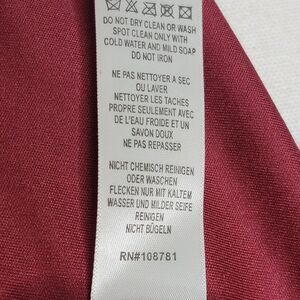 DO NOT DRY CLEAN OR WASH
SPOT CLEAN ONLY WITH
COLD WATER AND MILD SOAP
DO NOT IRON
NE PAS NETTOYER A SEC
OU LAVER
NETTOYER LES TACHES
PROPRE SEULEMENT AVEC
DE L'EAU FROIDE ET UN
SAVON DOUX
NE PAS REPASSER
NICHT CHEMISCH REINIGEN
ODER WASCHEN
FLECKEN NUR MIT KALTEM
WASSER UND MILDER SEIFE
REINIGEN
NICHT BÜGELN
RN#108781